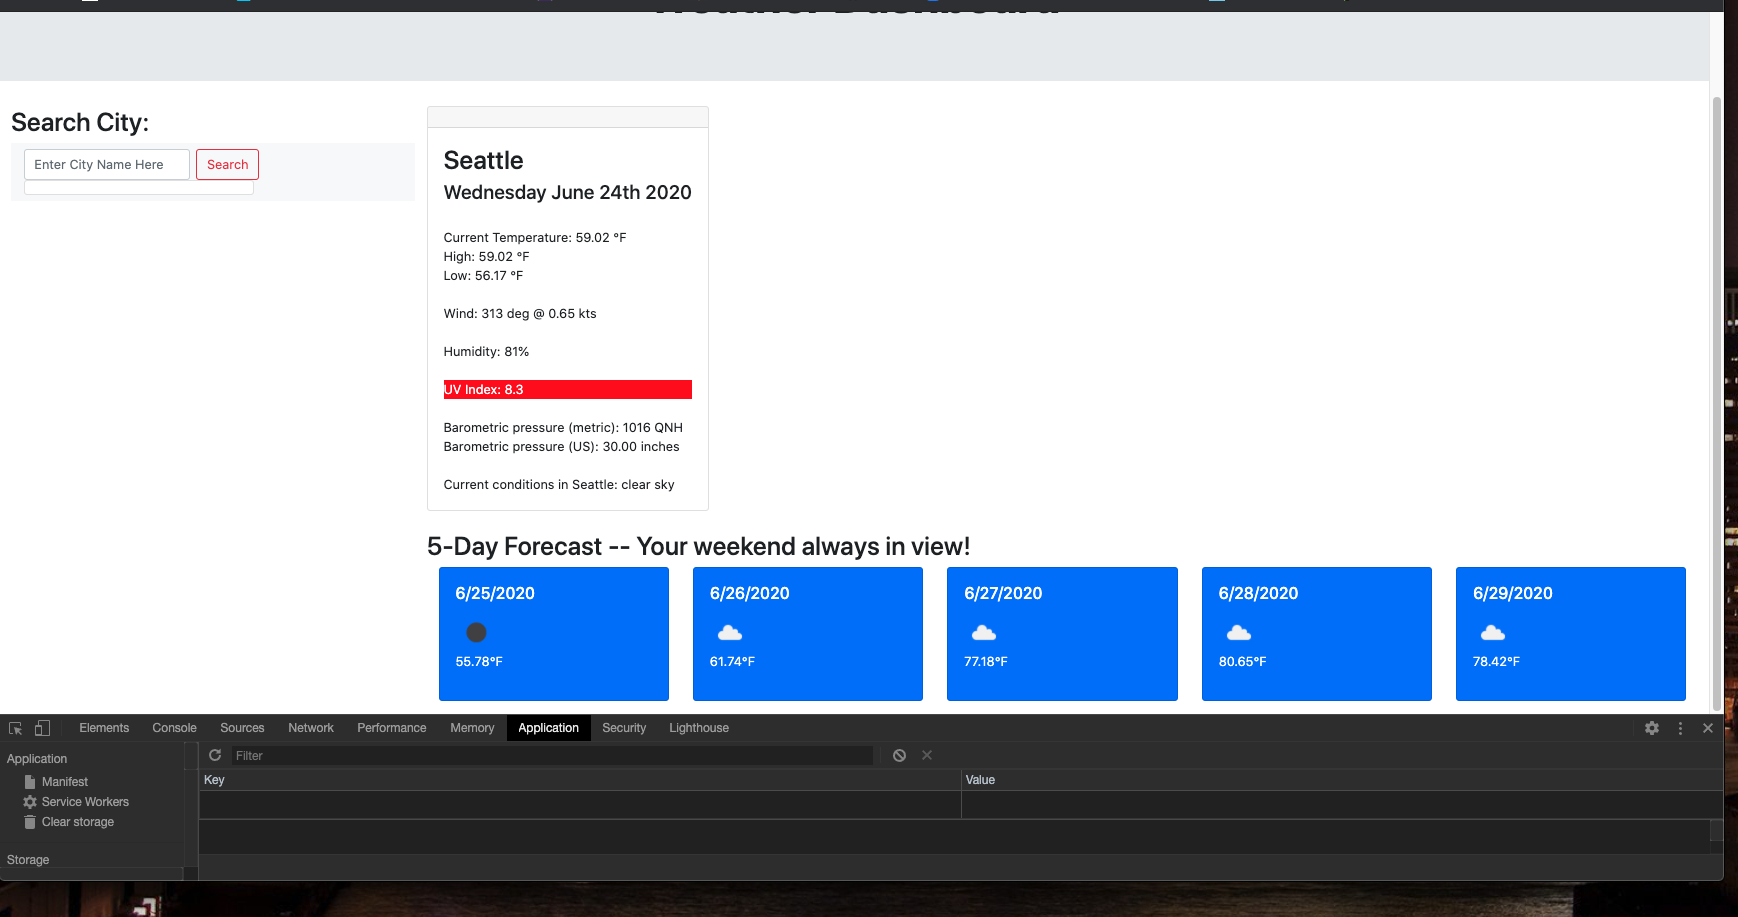 Weather Dashboard
Search City:
Enter City Name Here
Search
Seattle
Wednesday June 24th 2020
Current Temperature: 59.02 °F
High: 59.02 °F
Low: 56.17 °F
Wind: 313 deg @ 0.65 kts
Humidity: 81%
UV Index: 8.3
Barometric pressure (metric): 1016 QNH
Barometric pressure (US): 30.00 inches
Current conditions in Seattle: clear sky
5-Day Forecast -- Your weekend always in view!
6/25/2020
55.78°F
6/26/2020
61.74°F
6/27/2020
77.18°F
6/28/2020
80.65°F
6/29/2020
78.42°F
Elements Console Sources Network Performance Memory Application Security Lighthouse
Application
Manifest
Service Workers
Clear storage
Storage
Filter
Key Value